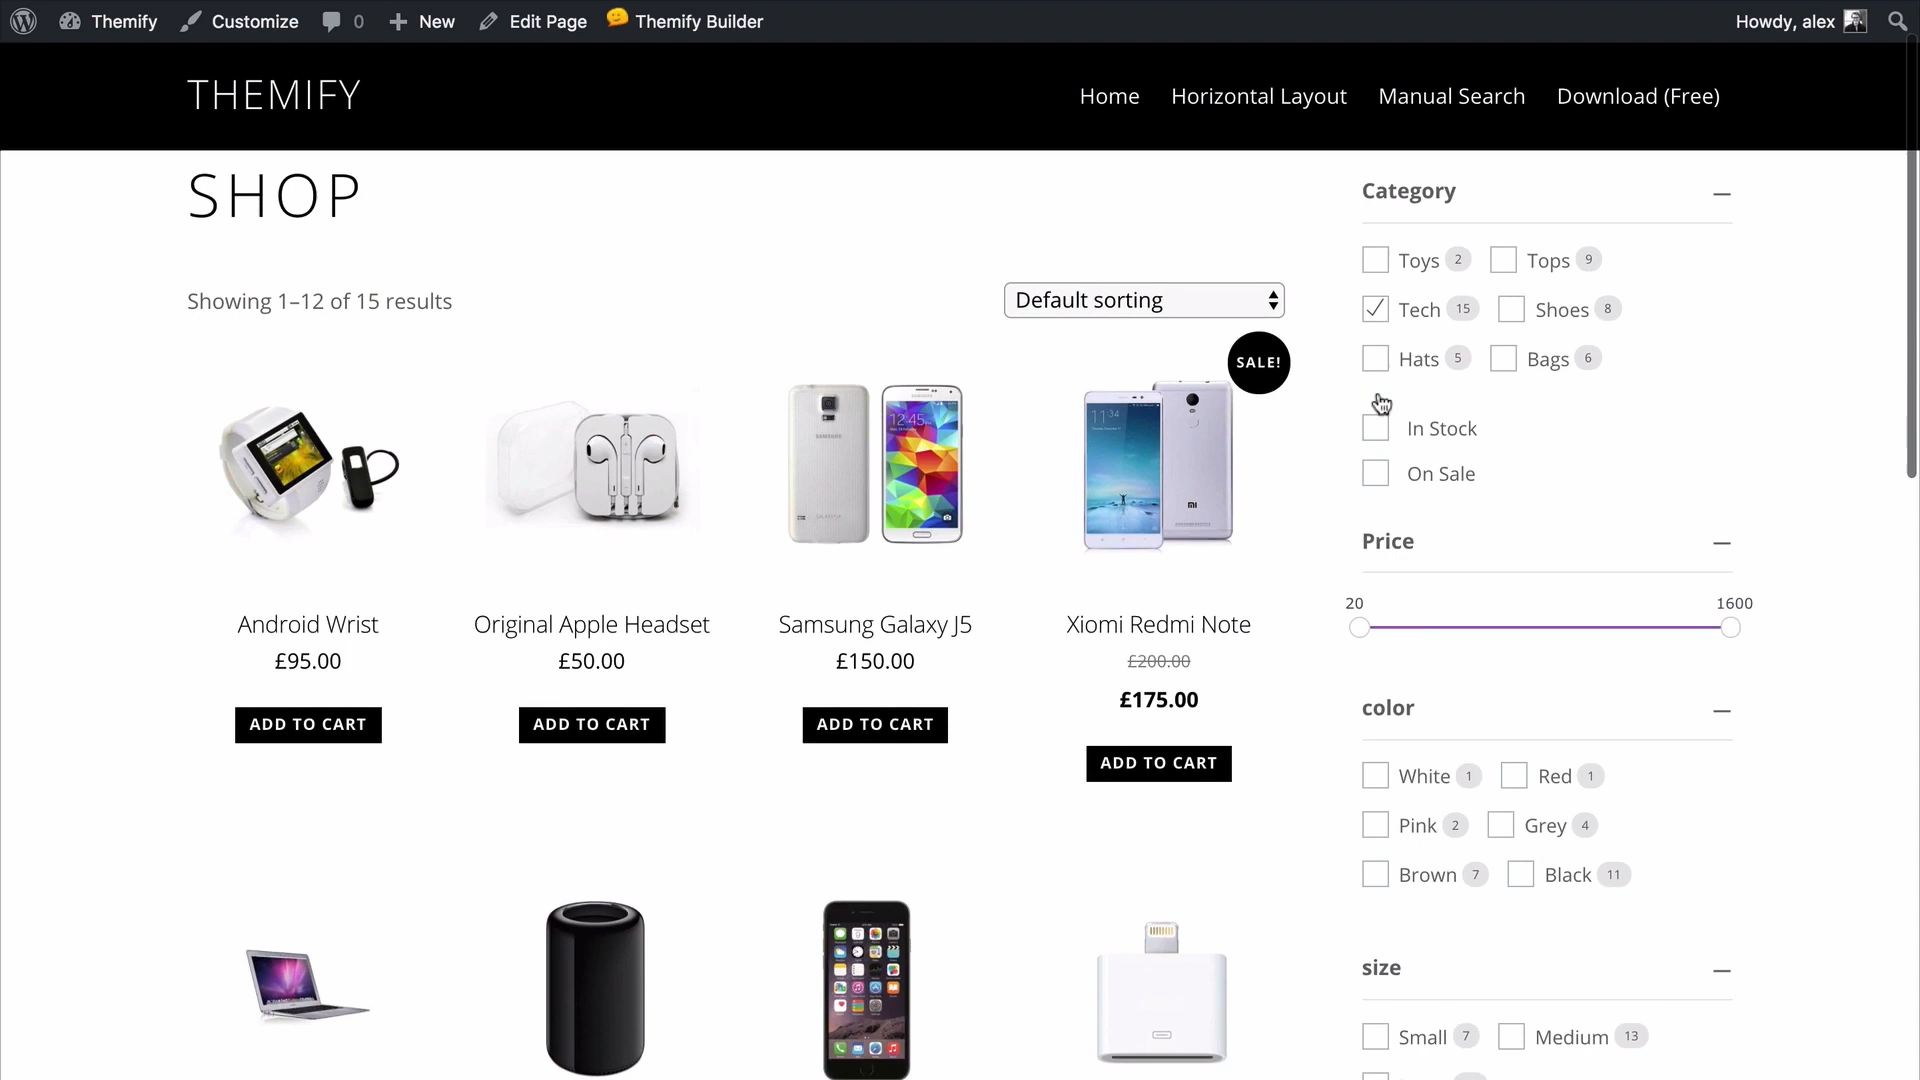 Themify Customize 0 New Edit Page Themify Builder Howdy, alex
THEMIFY Home Horizontal Layout Manual Search Download (Free)
SHOP
Showing 1–12 of 15 results
Default sorting
SALE!
Android Wrist
£95.00
ADD TO CART
Original Apple Headset
£50.00
ADD TO CART
Samsung Galaxy J5
£150.00
ADD TO CART
Xiomi Redmi Note
£200.00
£175.00
ADD TO CART
Category
Toys 2 Tops 9
Tech 15 Shoes 8
Hats 5 Bags 6
In Stock
On Sale
Price
20 1600
color
White 1 Red 1
Pink 2 Grey 4
Brown 7 Black 11
size
Small 7 Medium 13